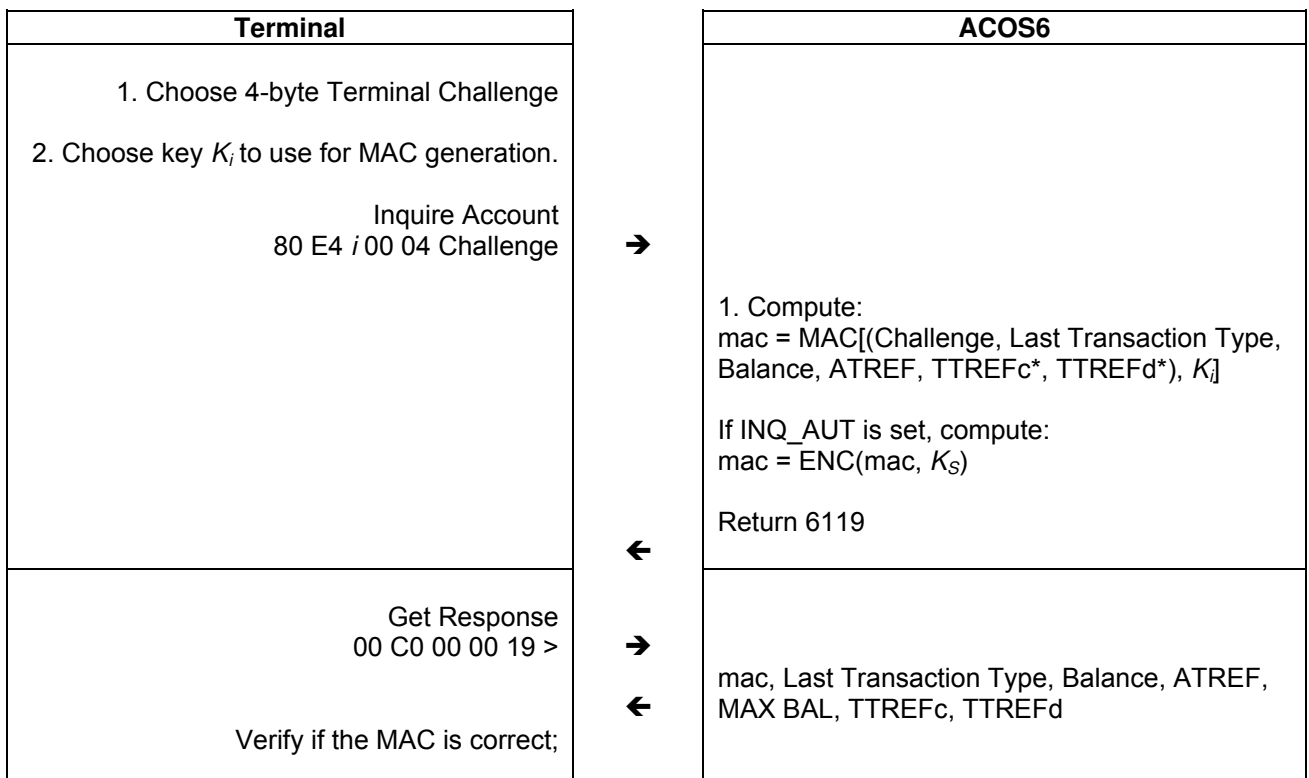 Terminal
ACOS6
1. Choose 4-byte Terminal Challenge
2. Choose key Ki to use for MAC generation.
Inquire Account
80 E4 i 00 04 Challenge
➔
1. Compute:
mac = MAC[(Challenge, Last Transaction Type,
Balance, ATREF, TTREFc*, TTREFd*), Ki]
If INQ_AUT is set, compute:
mac = ENC(mac, KS)
Return 6119
🡸
Get Response
00 C0 00 00 19 >
➔
mac, Last Transaction Type, Balance, ATREF,
🡸
MAX BAL, TTREFc, TTREFd
Verify if the MAC is correct;